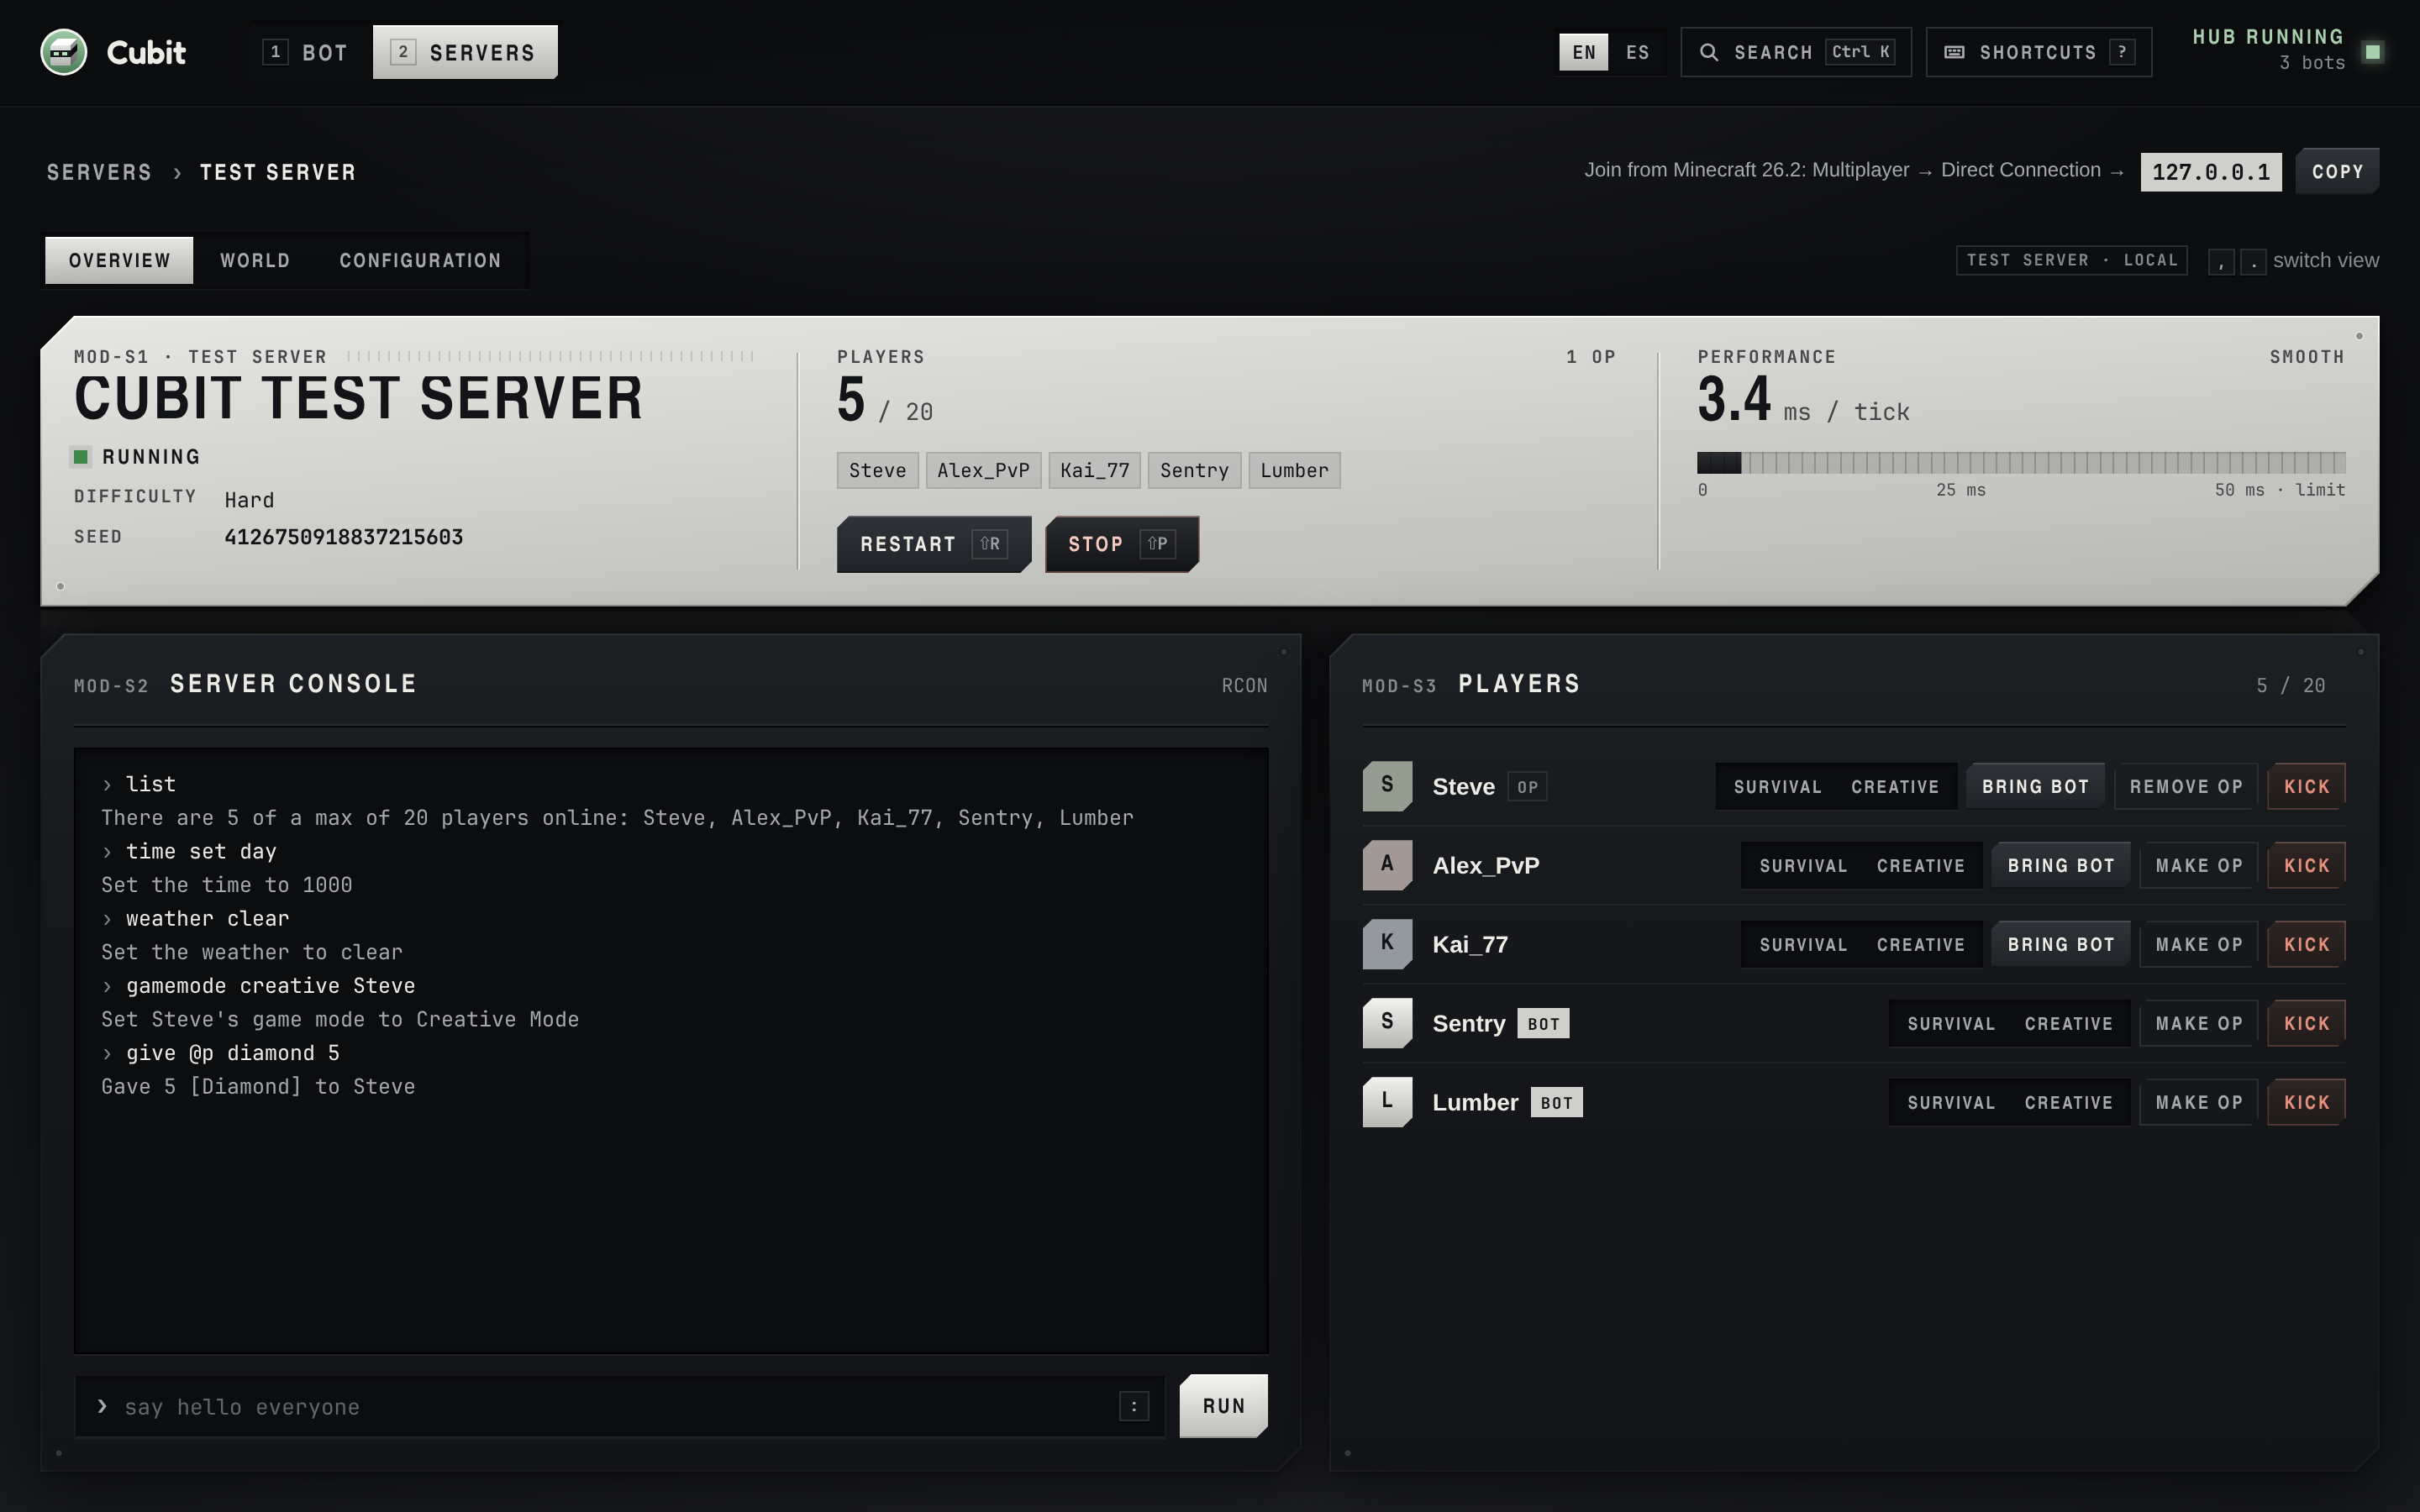 Cubit
1 BOT
2 SERVERS
EN ES
SEARCH Ctrl K
SHORTCUTS ?
HUB RUNNING
3 bots
SERVERS › TEST SERVER
Join from Minecraft 26.2: Multiplayer → Direct Connection → 127.0.0.1 COPY
OVERVIEW WORLD CONFIGURATION
TEST SERVER · LOCAL , . switch view
MOD-S1 · TEST SERVER
CUBIT TEST SERVER
RUNNING
DIFFICULTY Hard
SEED 4126750918837215603
PLAYERS 1 OP
5 / 20
Steve Alex_PvP Kai_77 Sentry Lumber
RESTART ⇧R STOP ⇧P
PERFORMANCE SMOOTH
3.4 ms / tick
0 25 ms 50 ms · limit
MOD-S2 SERVER CONSOLE RCON
› list
There are 5 of a max of 20 players online: Steve, Alex_PvP, Kai_77, Sentry, Lumber
› time set day
Set the time to 1000
› weather clear
Set the weather to clear
› gamemode creative Steve
Set Steve's game mode to Creative Mode
› give @p diamond 5
Gave 5 [Diamond] to Steve
› say hello everyone : RUN
MOD-S3 PLAYERS 5 / 20
S Steve OP SURVIVAL CREATIVE BRING BOT REMOVE OP KICK
A Alex_PvP SURVIVAL CREATIVE BRING BOT MAKE OP KICK
K Kai_77 SURVIVAL CREATIVE BRING BOT MAKE OP KICK
S Sentry BOT SURVIVAL CREATIVE MAKE OP KICK
L Lumber BOT SURVIVAL CREATIVE MAKE OP KICK